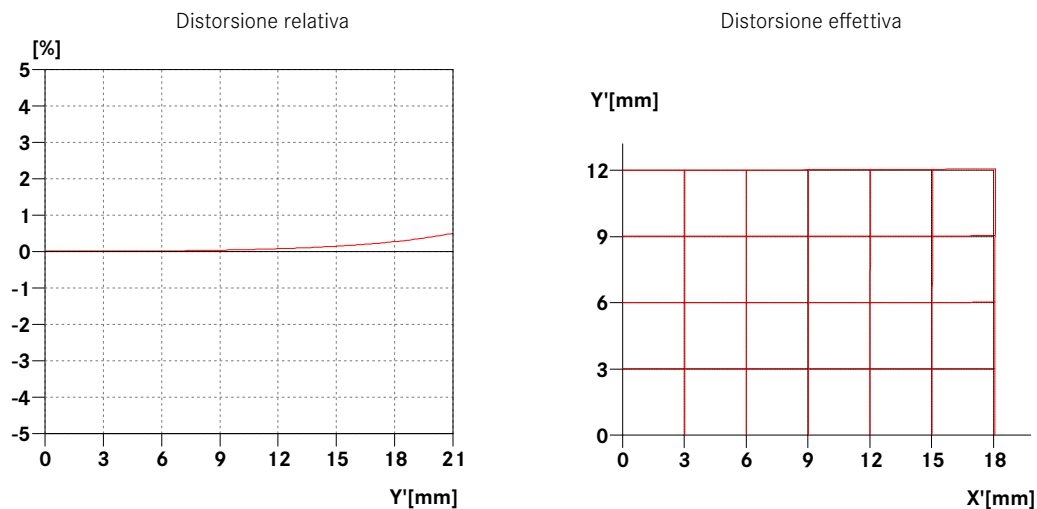 Distorsione relativa
[%]
5
4
3
2
1
0
-1
-2
-3
-4
-5
0 3 6 9 12 15 18 21
Y'[mm]
Distorsione effettiva
Y'[mm]
12
9
6
3
0
0 3 6 9 12 15 18
X'[mm]